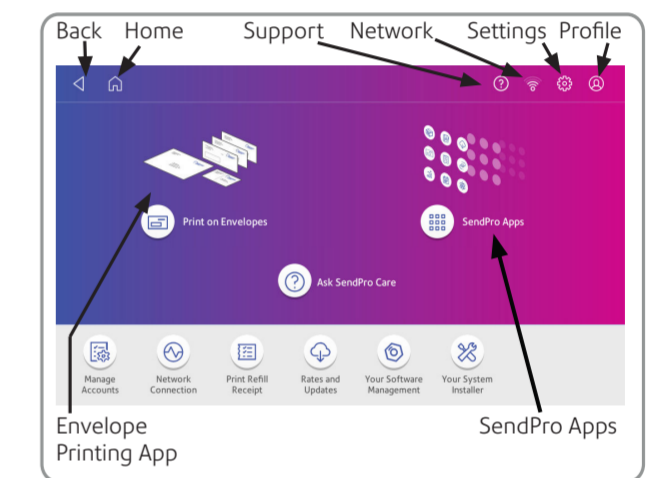 Back Home Support Network Settings Profile
Print on Envelopes SendPro Apps
Ask SendPro Care
Manage Accounts
Network Connection
Print Refill Receipt
Rates and Updates
Your Software Management
Your System Installer
Envelope
Printing App
SendPro Apps